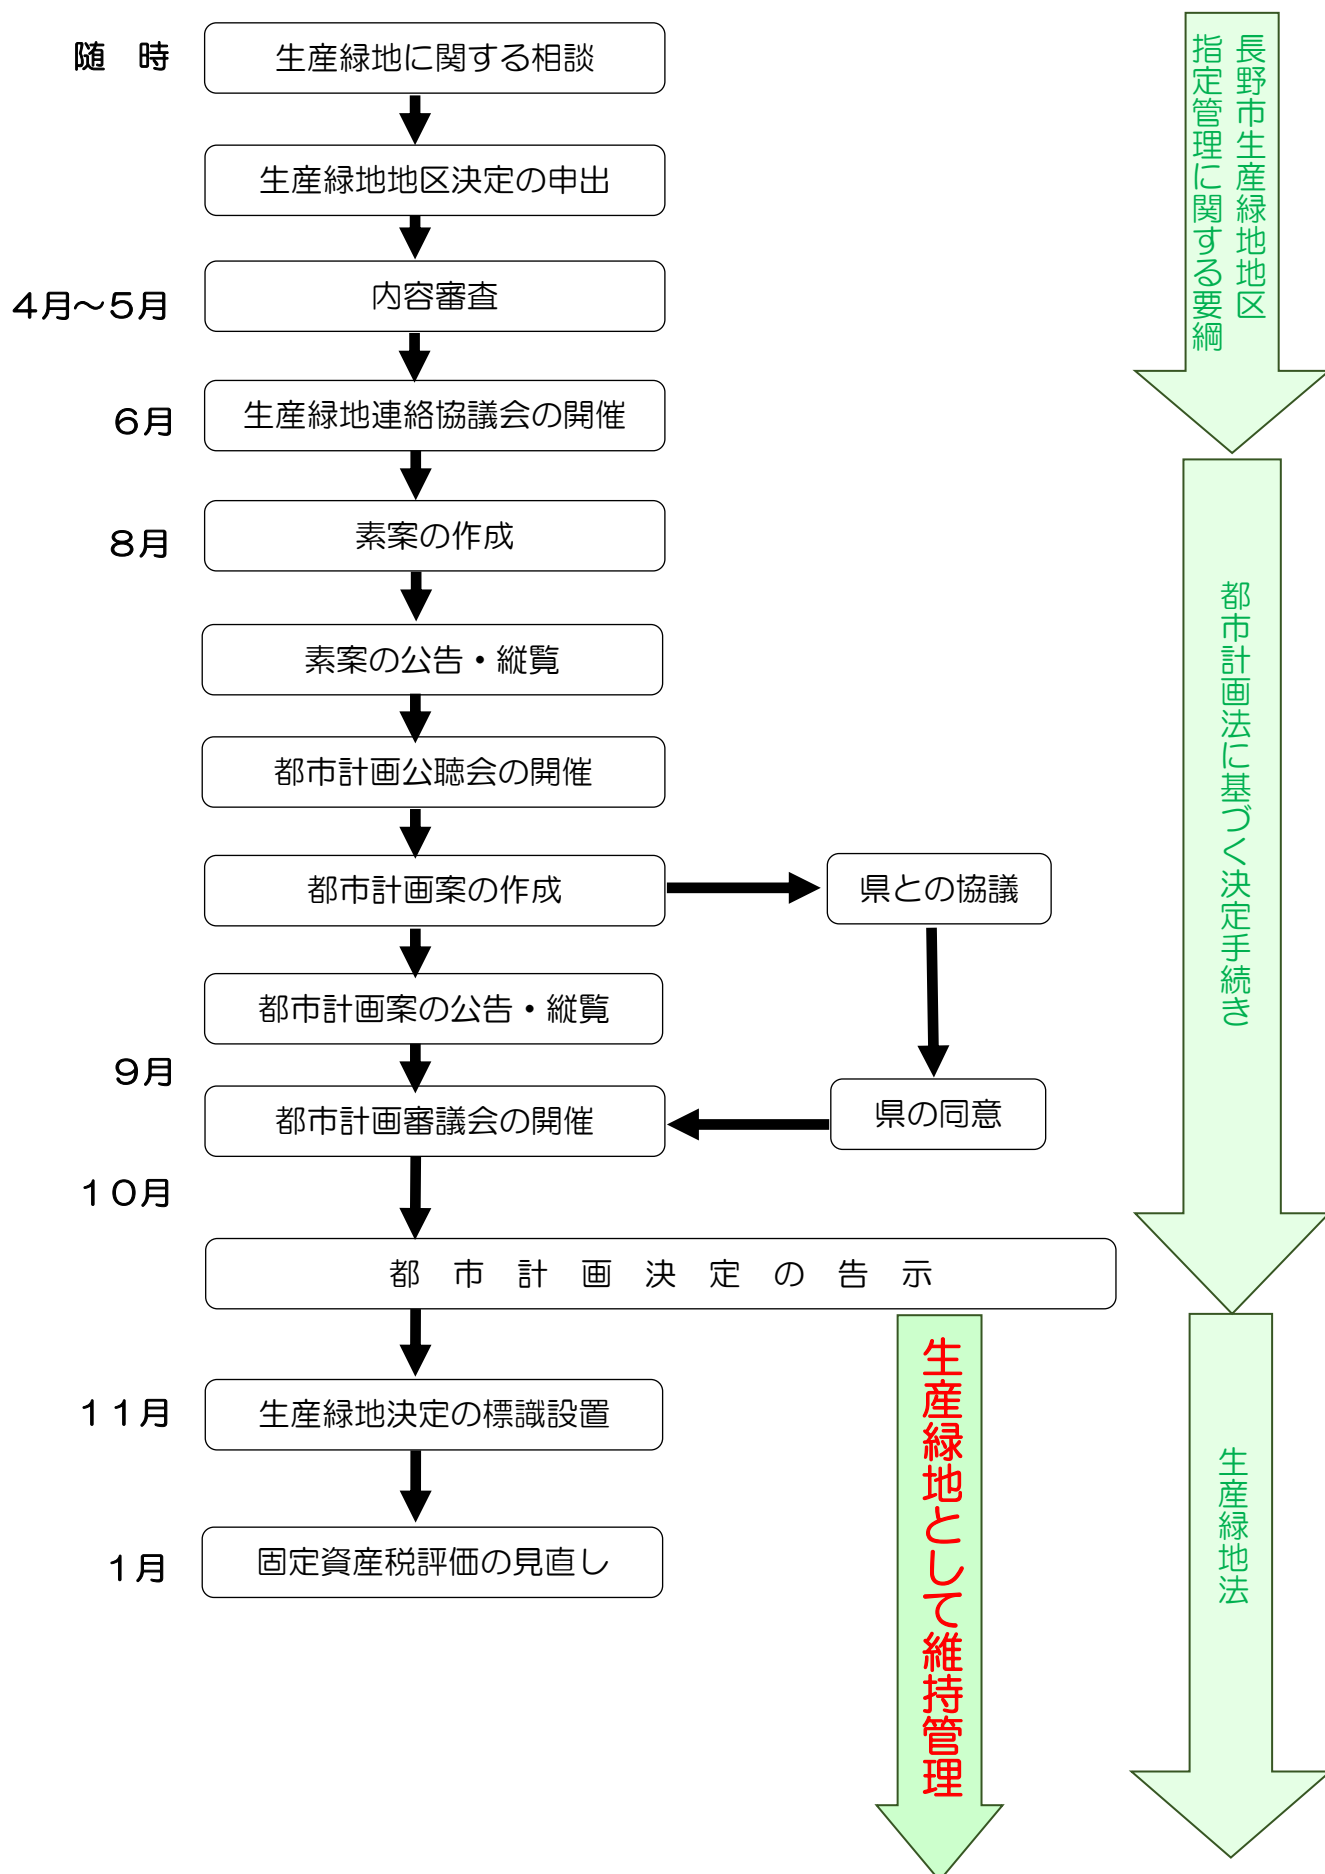 随　時
生産緑地に関する相談
生産緑地地区決定の申出
４月～５月
内容審査
６月
生産緑地連絡協議会の開催
８月
素案の作成
素案の公告・縦覧
都市計画公聴会の開催
都市計画案の作成
県との協議
都市計画案の公告・縦覧
９月
都市計画審議会の開催
県の同意
１０月
都　市　計　画　決　定　の　告　示
１１月
生産緑地決定の標識設置
１月
固定資産税評価の見直し
生産緑地として維持管理
長野市生産緑地地区
指定管理に関する要綱
都市計画法に基づく決定手続き
生産緑地法